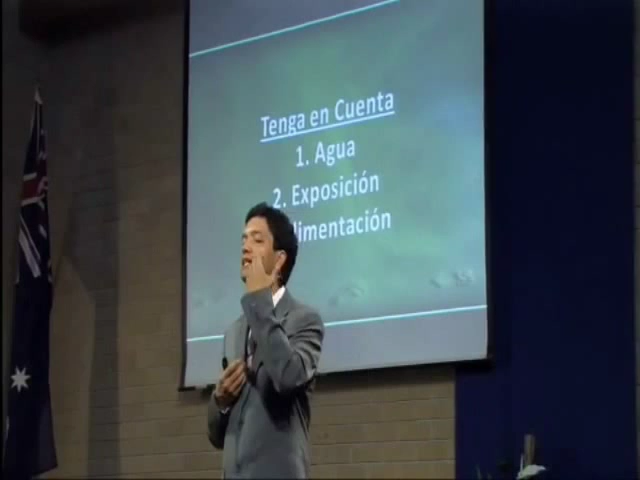 Tenga en Cuenta
1. Agua
2. Exposición
limentación